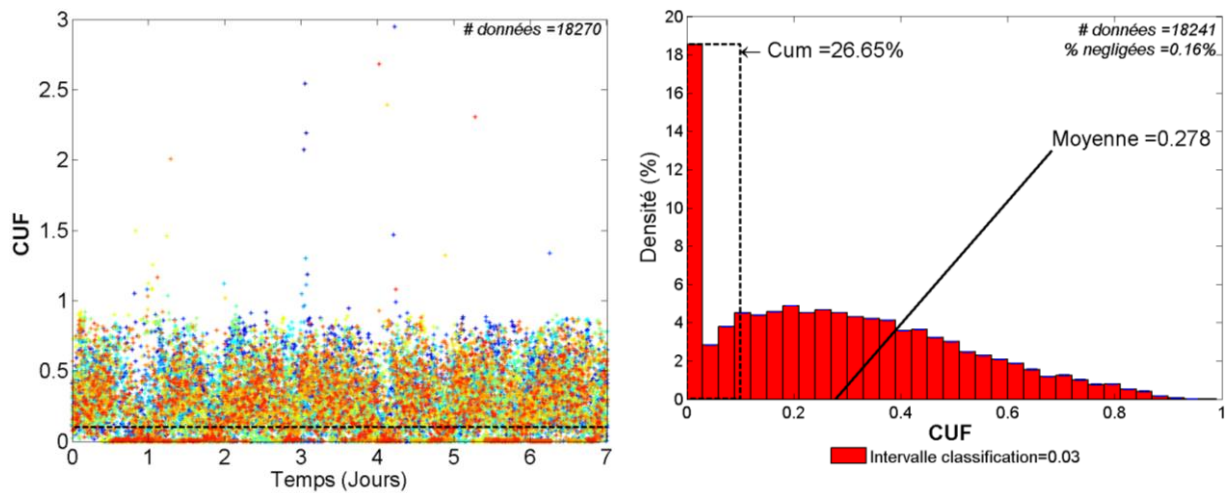 # données =18270
CUF
3
2.5
2
1.5
1
0.5
0
0 1 2 3 4 5 6 7
Temps (Jours)
# données =18241
% negligées =0.16%
← Cum =26.65%
Moyenne =0.278
Densité (%)
20
18
16
14
12
10
8
6
4
2
0
0 0.2 0.4 0.6 0.8 1
CUF
Intervalle classification=0.03